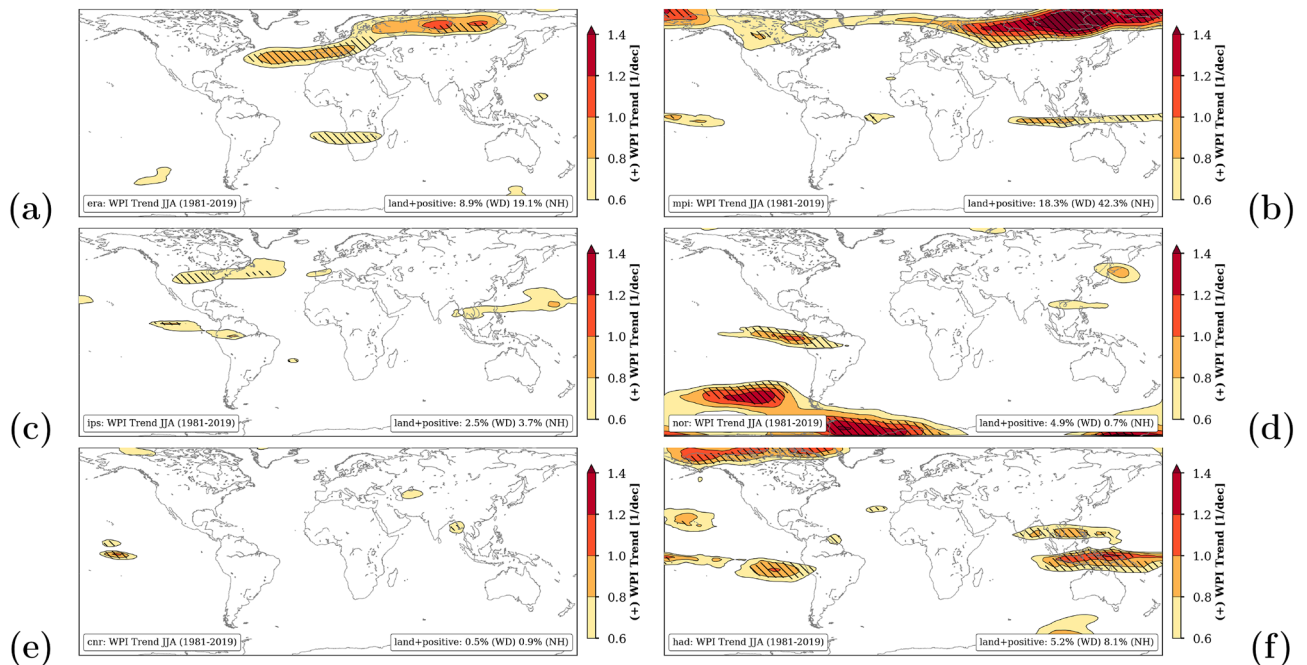 (a)
era: WPI Trend JJA (1981-2019)
land+positive: 8.9% (WD) 19.1% (NH)
1.4
1.2
1.0
0.8
0.6
(+) WPI Trend [1/dec]
mpi: WPI Trend JJA (1981-2019)
land+positive: 18.3% (WD) 42.3% (NH)
1.4
1.2
1.0
0.8
0.6
(+) WPI Trend [1/dec]
(b)
(c)
ips: WPI Trend JJA (1981-2019)
land+positive: 2.5% (WD) 3.7% (NH)
1.4
1.2
1.0
0.8
0.6
(+) WPI Trend [1/dec]
nor: WPI Trend JJA (1981-2019)
land+positive: 4.9% (WD) 0.7% (NH)
1.4
1.2
1.0
0.8
0.6
(+) WPI Trend [1/dec]
(d)
(e)
cnr: WPI Trend JJA (1981-2019)
land+positive: 0.5% (WD) 0.9% (NH)
1.4
1.2
1.0
0.8
0.6
(+) WPI Trend [1/dec]
had: WPI Trend JJA (1981-2019)
land+positive: 5.2% (WD) 8.1% (NH)
1.4
1.2
1.0
0.8
0.6
(+) WPI Trend [1/dec]
(f)